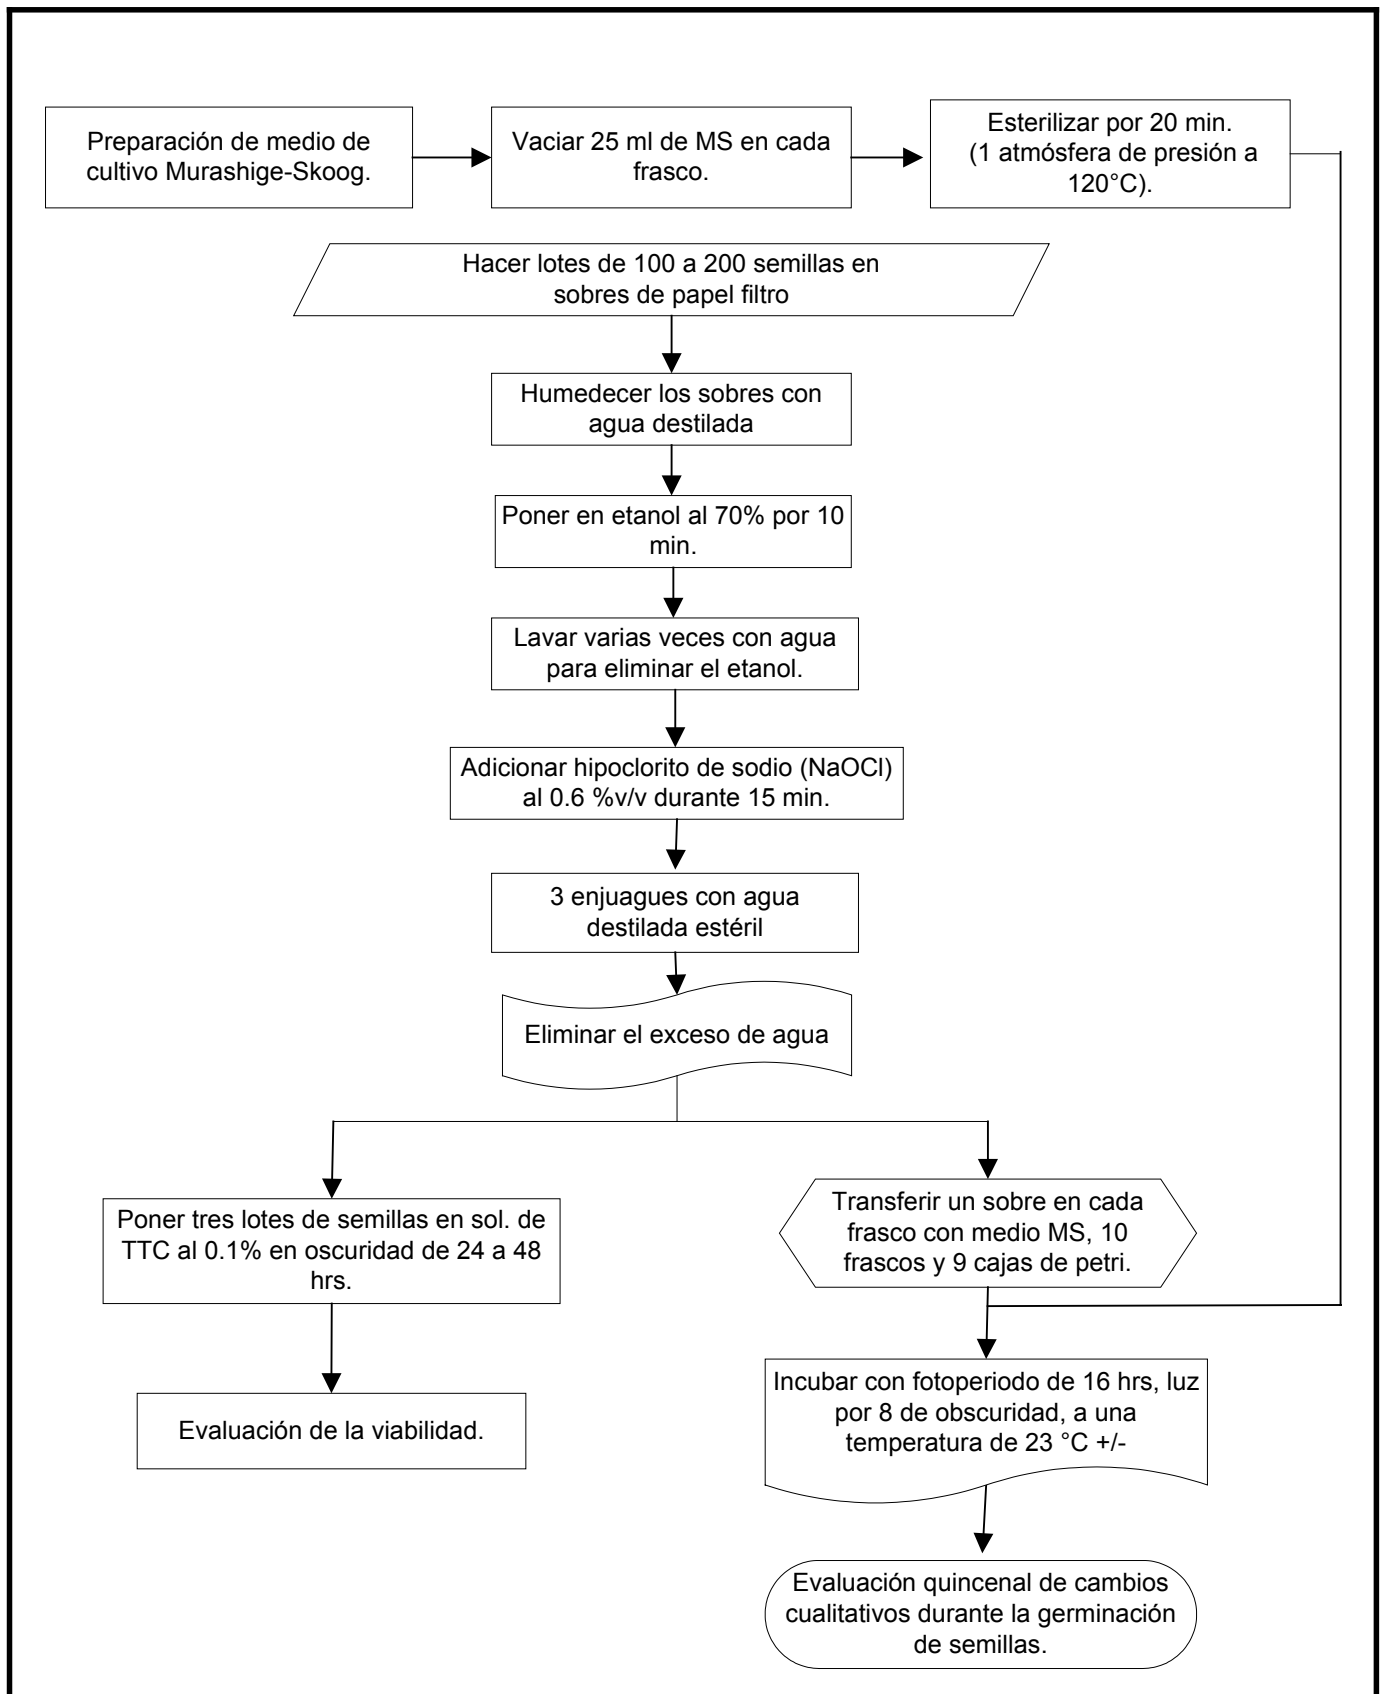 Preparación de medio de
cultivo Murashige-Skoog.
Vaciar 25 ml de MS en cada
frasco.
Esterilizar por 20 min.
(1 atmósfera de presión a
120°C).
Hacer lotes de 100 a 200 semillas en
sobres de papel filtro
Humedecer los sobres con
agua destilada
Poner en etanol al 70% por 10
min.
Lavar varias veces con agua
para eliminar el etanol.
Adicionar hipoclorito de sodio (NaOCl)
al 0.6 %v/v durante 15 min.
3 enjuagues con agua
destilada estéril
Eliminar el exceso de agua
Poner tres lotes de semillas en sol. de
TTC al 0.1% en oscuridad de 24 a 48
hrs.
Evaluación de la viabilidad.
Transferir un sobre en cada
frasco con medio MS, 10
frascos y 9 cajas de petri.
Incubar con fotoperiodo de 16 hrs, luz
por 8 de obscuridad, a una
temperatura de 23 °C +/-
Evaluación quincenal de cambios
cualitativos durante la germinación
de semillas.